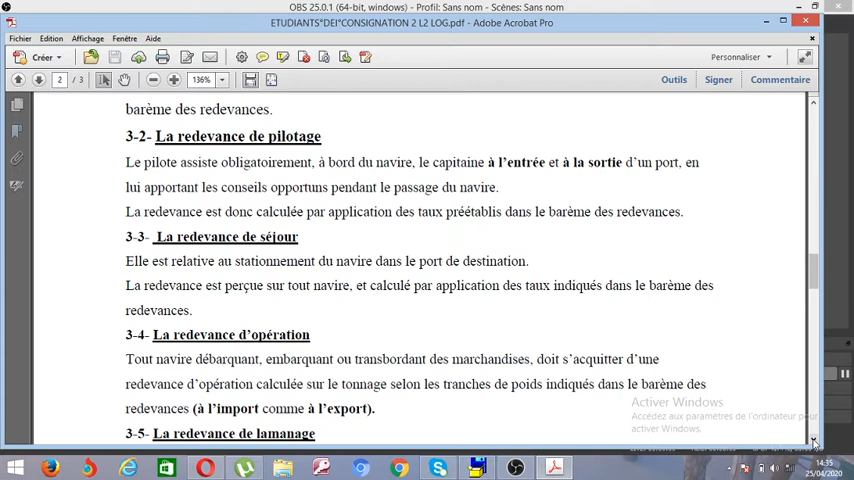 OBS 25.0.1 (64-bit, windows) - Profil: Sans nom - Scènes: Sans nom
ETUDIANTS°DEI°CONSIGNATION 2 L2 LOG.pdf - Adobe Acrobat Pro
Fichier Edition Affichage Fenêtre Aide
Créer Personnaliser
2 / 3 136% Outils Signer Commentaire
barème des redevances.
3-2- La redevance de pilotage
Le pilote assiste obligatoirement, à bord du navire, le capitaine à l'entrée et à la sortie d'un port, en
lui apportant les conseils opportuns pendant le passage du navire.
La redevance est donc calculée par application des taux préétablis dans le barème des redevances.
3-3- La redevance de séjour
Elle est relative au stationnement du navire dans le port de destination.
La redevance est perçue sur tout navire, et calculé par application des taux indiqués dans le barème des
redevances.
3-4- La redevance d'opération
Tout navire débarquant, embarquant ou transbordant des marchandises, doit s'acquitter d'une
redevance d'opération calculée sur le tonnage selon les tranches de poids indiqués dans le barème des
redevances (à l'import comme à l'export).
3-5- La redevance de lamanage
Activer Windows
Accédez aux paramètres de l'ordinateur pour
activer Windows.
14:35
25/04/2020